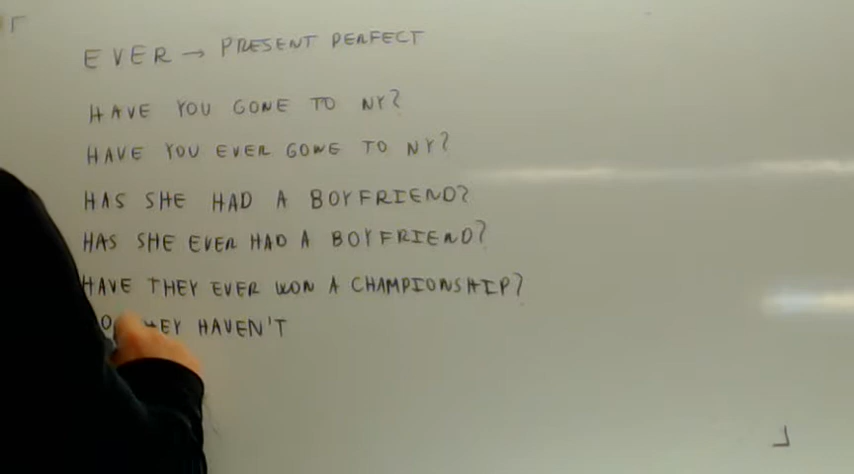 EVER → PRESENT PERFECT
HAVE YOU GONE TO NY?
HAVE YOU EVER GONE TO NY?
HAS SHE HAD A BOYFRIEND?
HAS SHE EVER HAD A BOYFRIEND?
HAVE THEY EVER WON A CHAMPIONSHIP?
HAVEN'T